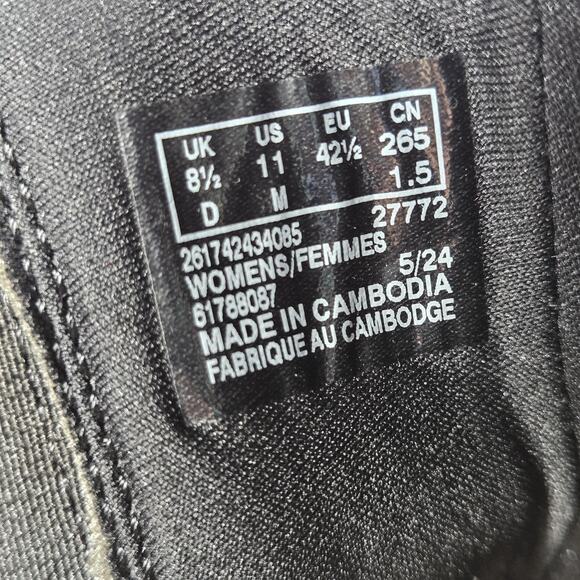 UK US EU CN
8½ 11 42½ 265
D M 1.5
261742434085 27772
WOMENS/FEMMES
61788087 5/24
MADE IN CAMBODIA
FABRIQUE AU CAMBODGE